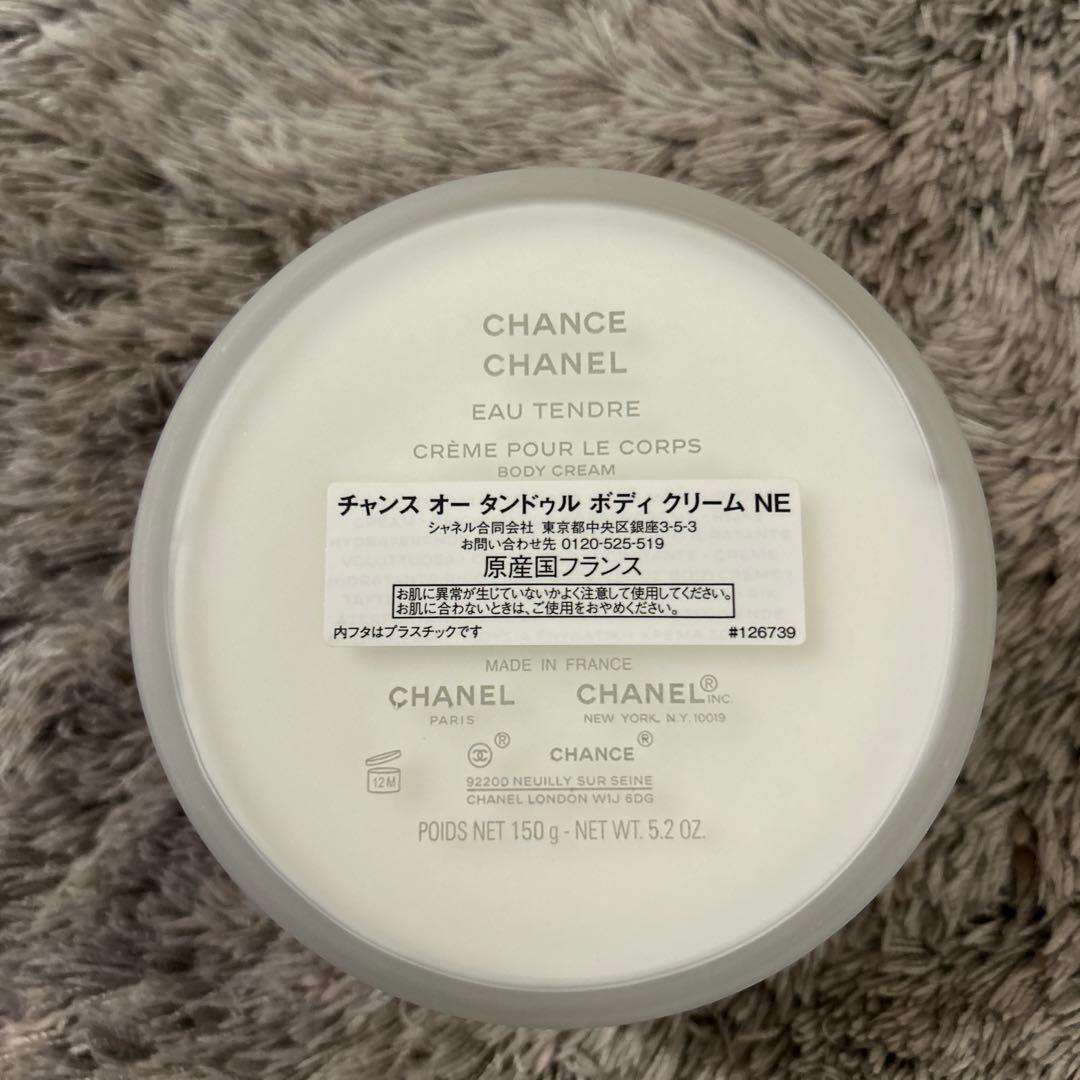 CHANCE
CHANEL
EAU TENDRE
CRÈME POUR LE CORPS
BODY CREAM
チャンス オー タンドゥル ボディ クリーム NE
シャネル合同会社 東京都中央区銀座3-5-3
お問い合わせ先 0120-525-519
原産国フランス
お肌に異常が生じていないかよく注意して使用してください。
お肌に合わないときは、ご使用をおやめください。
内フタはプラスチックです #126739
MADE IN FRANCE
CHANEL CHANEL® INC.
PARIS NEW YORK, N.Y. 10019
® CHANCE®
12M
92200 NEUILLY SUR SEINE
CHANEL LONDON W1J 6DG
POIDS NET 150 g - NET WT. 5.2 OZ.